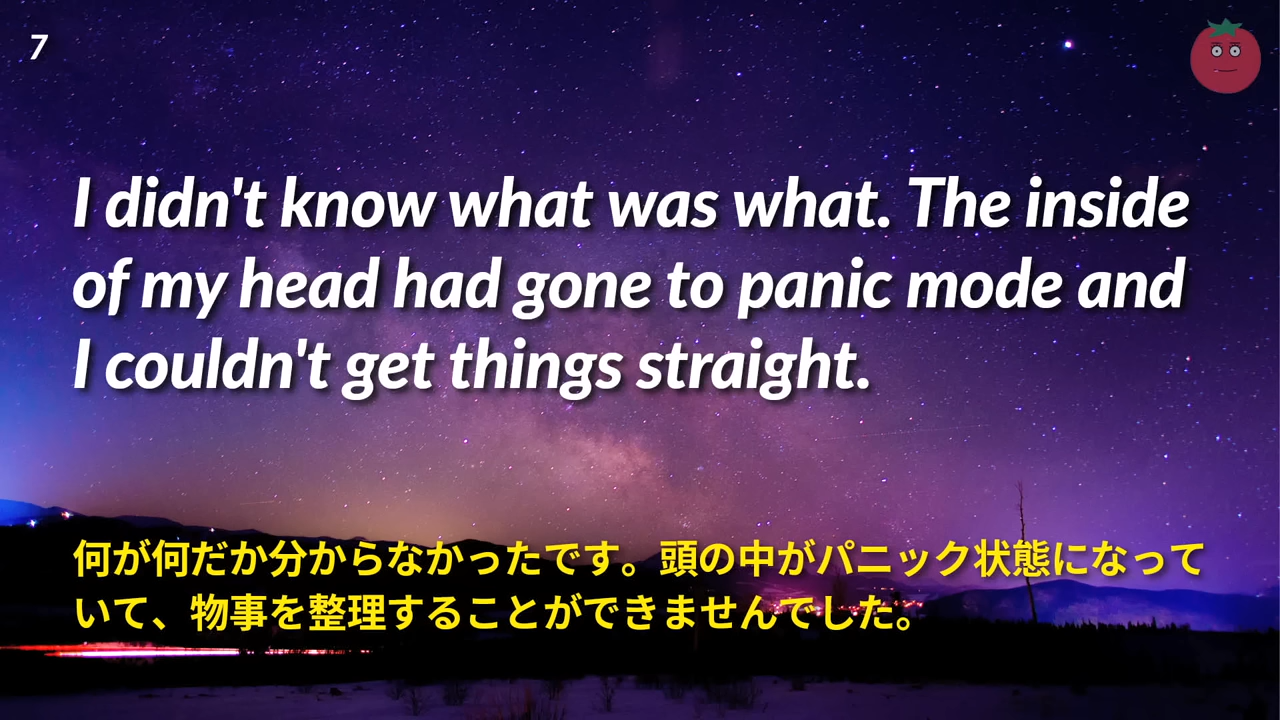 7
I didn't know what was what. The inside
of my head had gone to panic mode and
I couldn't get things straight.
何が何だか分からなかったです。頭の中がパニック状態になって
いて、物事を整理することができませんでした。